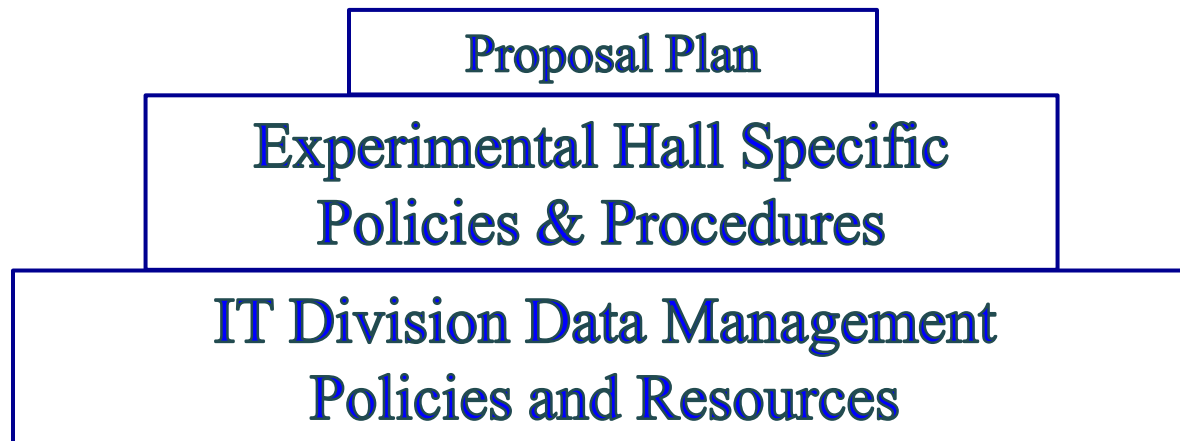 Proposal Plan
Experimental Hall Specific
Policies & Procedures
IT Division Data Management
Policies and Resources